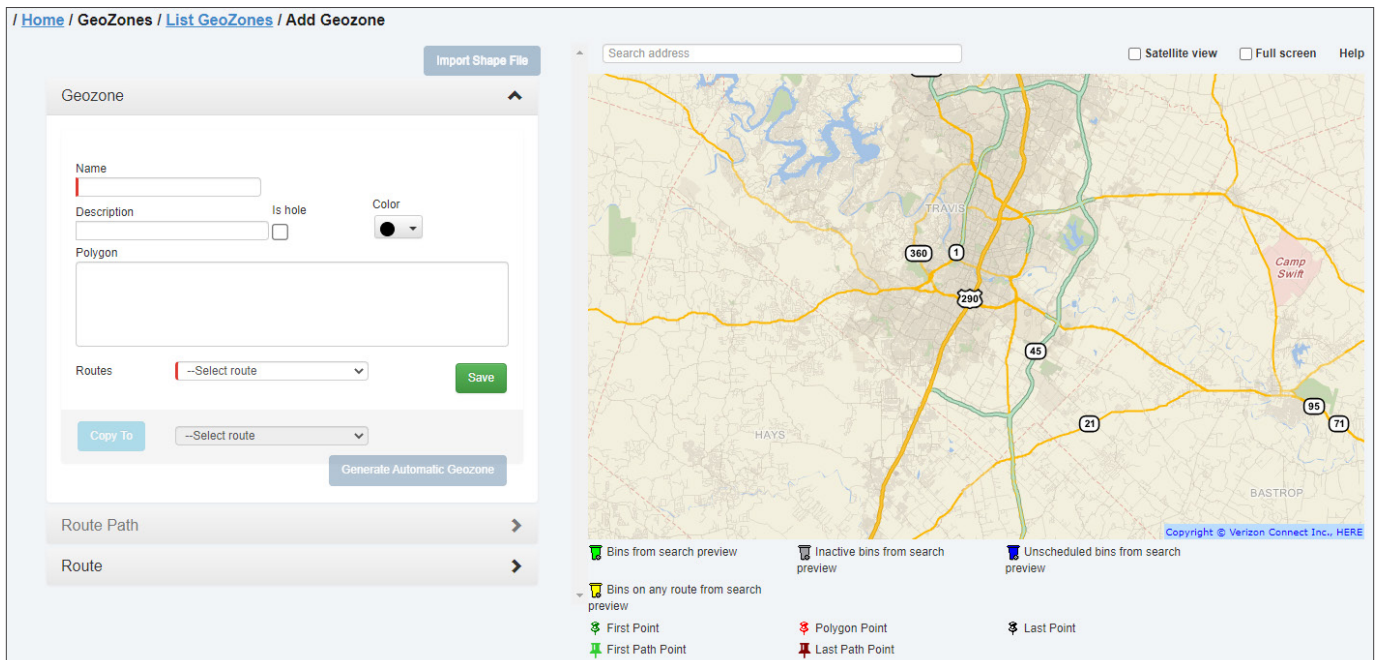 / Home / GeoZones / List GeoZones / Add Geozone
Import Shape File
Geozone
Name
Description
Is hole
Color
Polygon
Routes
--Select route
Save
Copy To
--Select route
Generate Automatic Geozone
Route Path
Route
Search address
Satellite view
Full screen
Help
TRAVIS
360
1
Camp
Swift
290
45
95
71
21
HAYS
BASTROP
Copyright © Verizon Connect Inc., HERE
Bins from search preview
Inactive bins from search
preview
Unscheduled bins from search
preview
Bins on any route from search
preview
First Point
Polygon Point
Last Point
First Path Point
Last Path Point